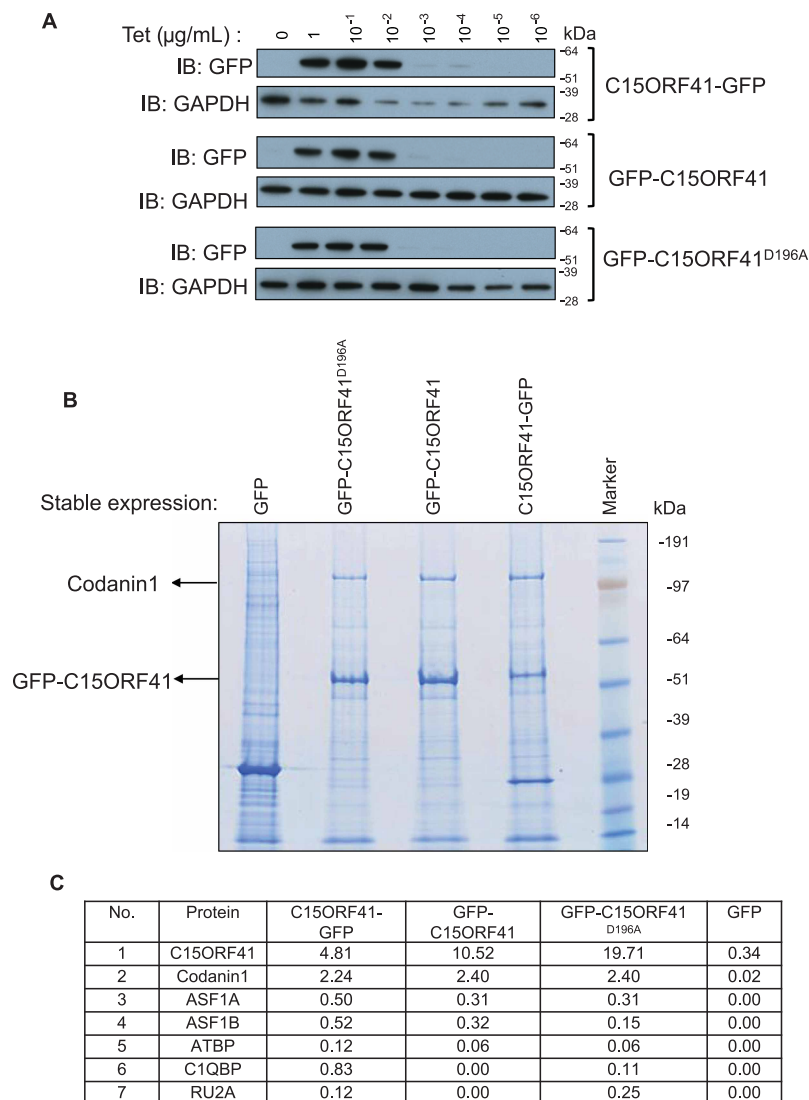 A
Tet (µg/mL) : 0 1 10-1 10-2 10-3 10-4 10-5 10-6 kDa
IB: GFP -64
-51
IB: GAPDH -39
-28
C15ORF41-GFP
IB: GFP -64
-51
IB: GAPDH -39
-28
GFP-C15ORF41
IB: GFP -64
-51
IB: GAPDH -39
-28
GFP-C15ORF41D196A
B
Stable expression: GFP GFP-C15ORF41D196A GFP-C15ORF41 C15ORF41-GFP Marker kDa
-191
Codanin1 -97
-64
GFP-C15ORF41 -51
-39
-28
-19
-14
C
No. Protein C15ORF41-GFP GFP-C15ORF41 GFP-C15ORF41 D196A GFP
1 C15ORF41 4.81 10.52 19.71 0.34
2 Codanin1 2.24 2.40 2.40 0.02
3 ASF1A 0.50 0.31 0.31 0.00
4 ASF1B 0.52 0.32 0.15 0.00
5 ATBP 0.12 0.06 0.06 0.00
6 C1QBP 0.83 0.00 0.11 0.00
7 RU2A 0.12 0.00 0.25 0.00